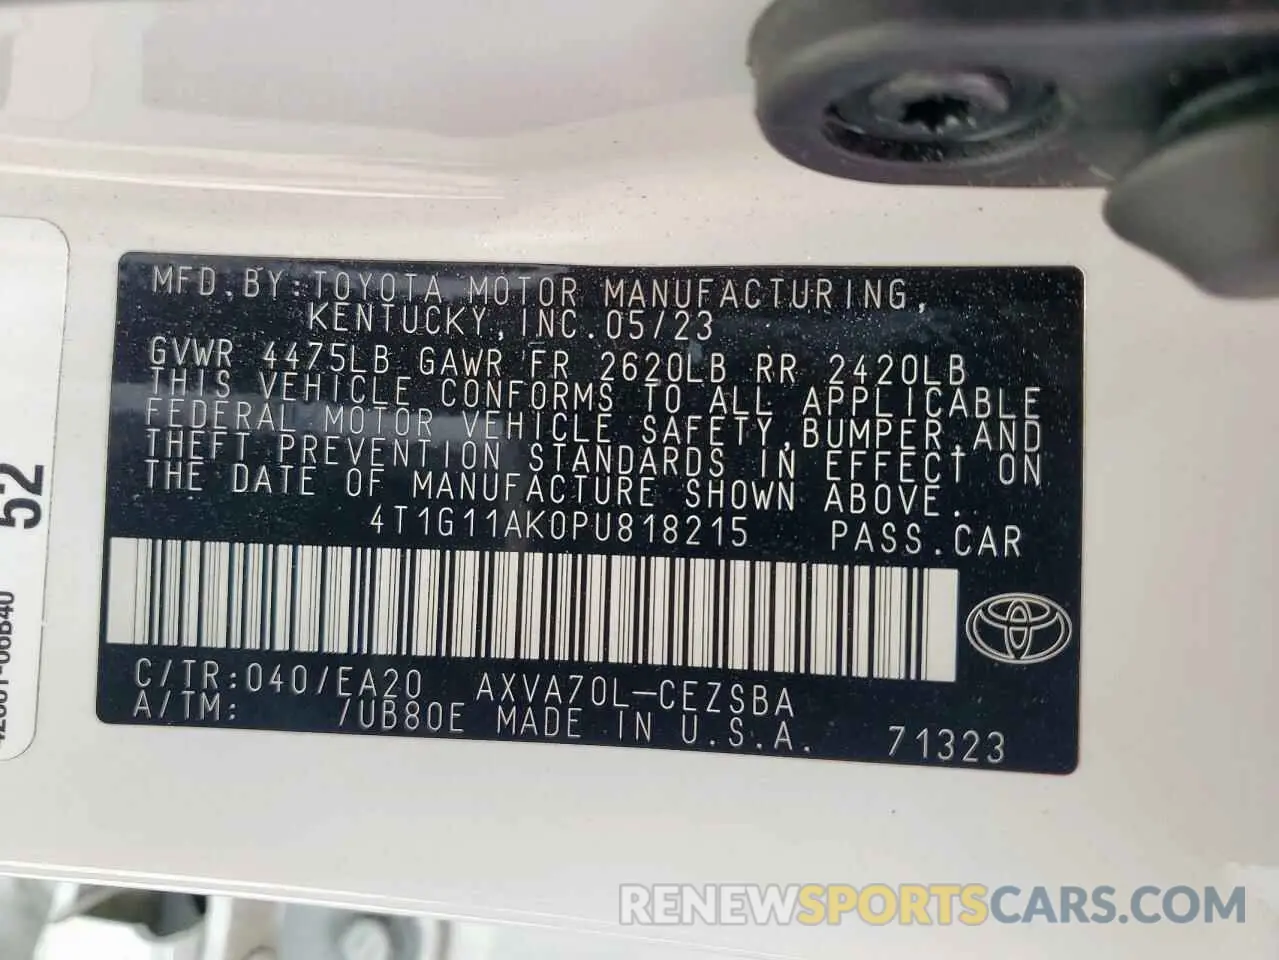 MFD.BY:TOYOTA MOTOR MANUFACTURING,
KENTUCKY, INC. 05/23
GVWR 4475LB GAWR FR 2620LB RR 2420LB
THIS VEHICLE CONFORMS TO ALL APPLICABLE
FEDERAL MOTOR VEHICLE SAFETY, BUMPER, AND
THEFT PREVENTION STANDARDS IN EFFECT ON
THE DATE OF MANUFACTURE SHOWN ABOVE.
4T1G11AK0PU818215 PASS.CAR
C/TR:040/EA20 AXVA70L-CEZSBA
A/TM: /UB80E MADE IN U.S.A. 71323
52
RENEWSPORTSCARS.COM